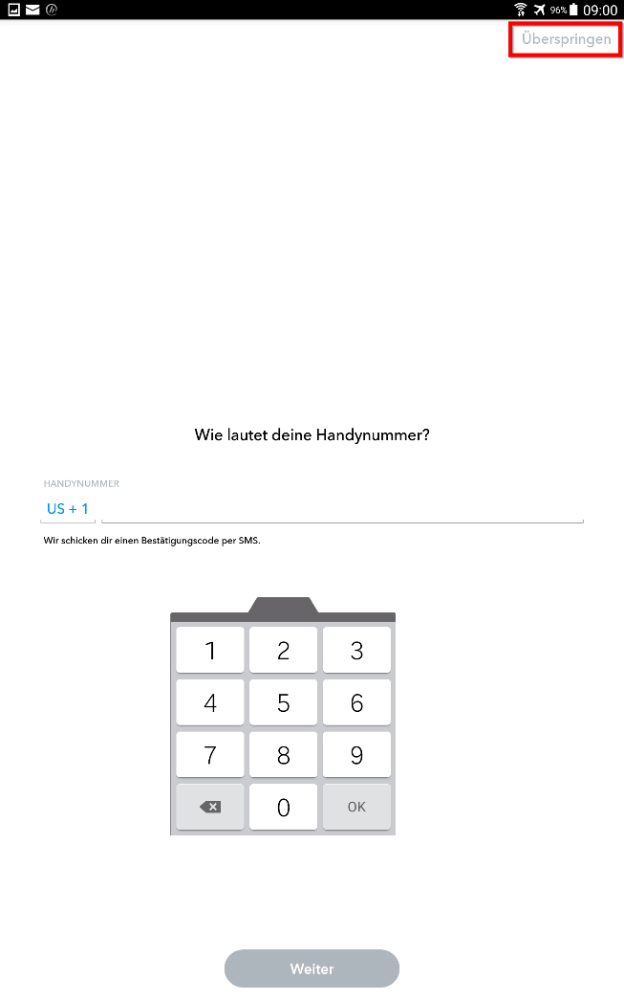 96% 09:00
Überspringen
Wie lautet deine Handynummer?
HANDYNUMMER
US + 1
Wir schicken dir einen Bestätigungscode per SMS.
1 2 3
4 5 6
7 8 9
0 OK
Weiter